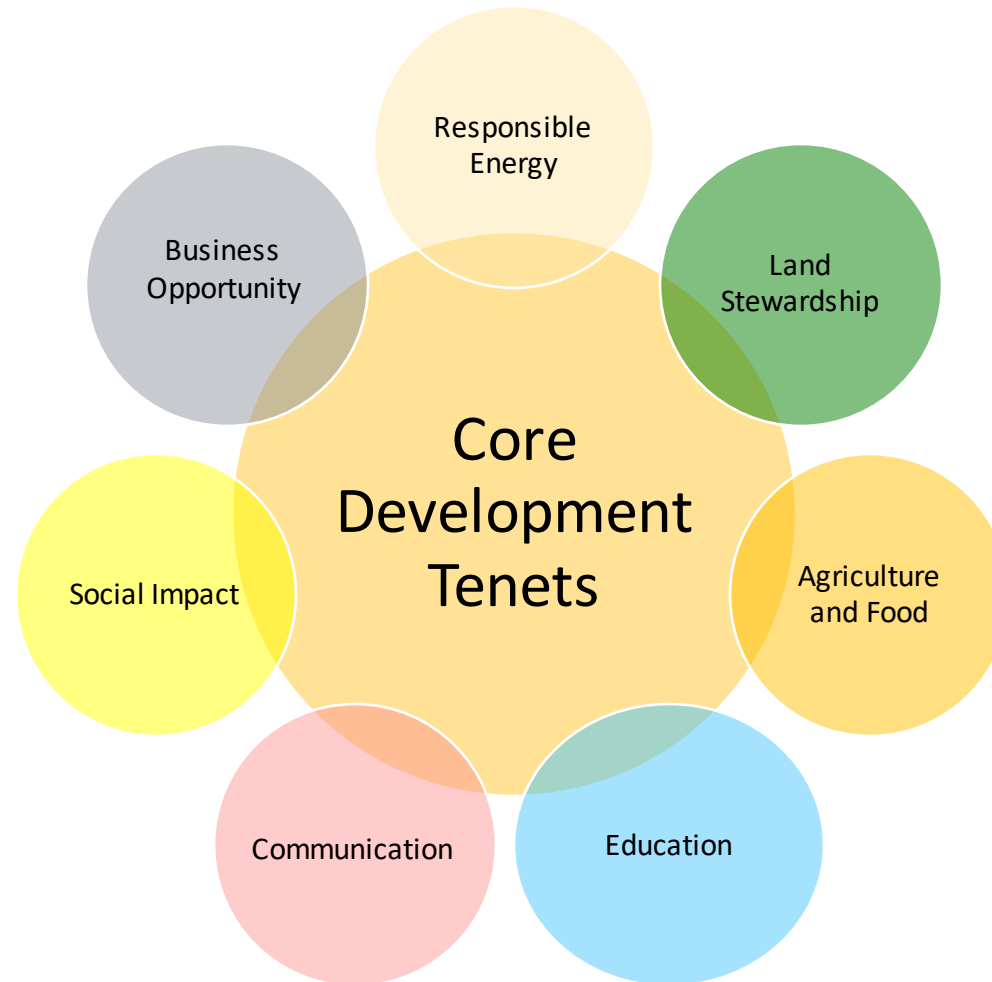 Responsible
Energy
Land
Stewardship
Agriculture
and Food
Education
Communication
Social Impact
Business
Opportunity
Core
Development
Tenets